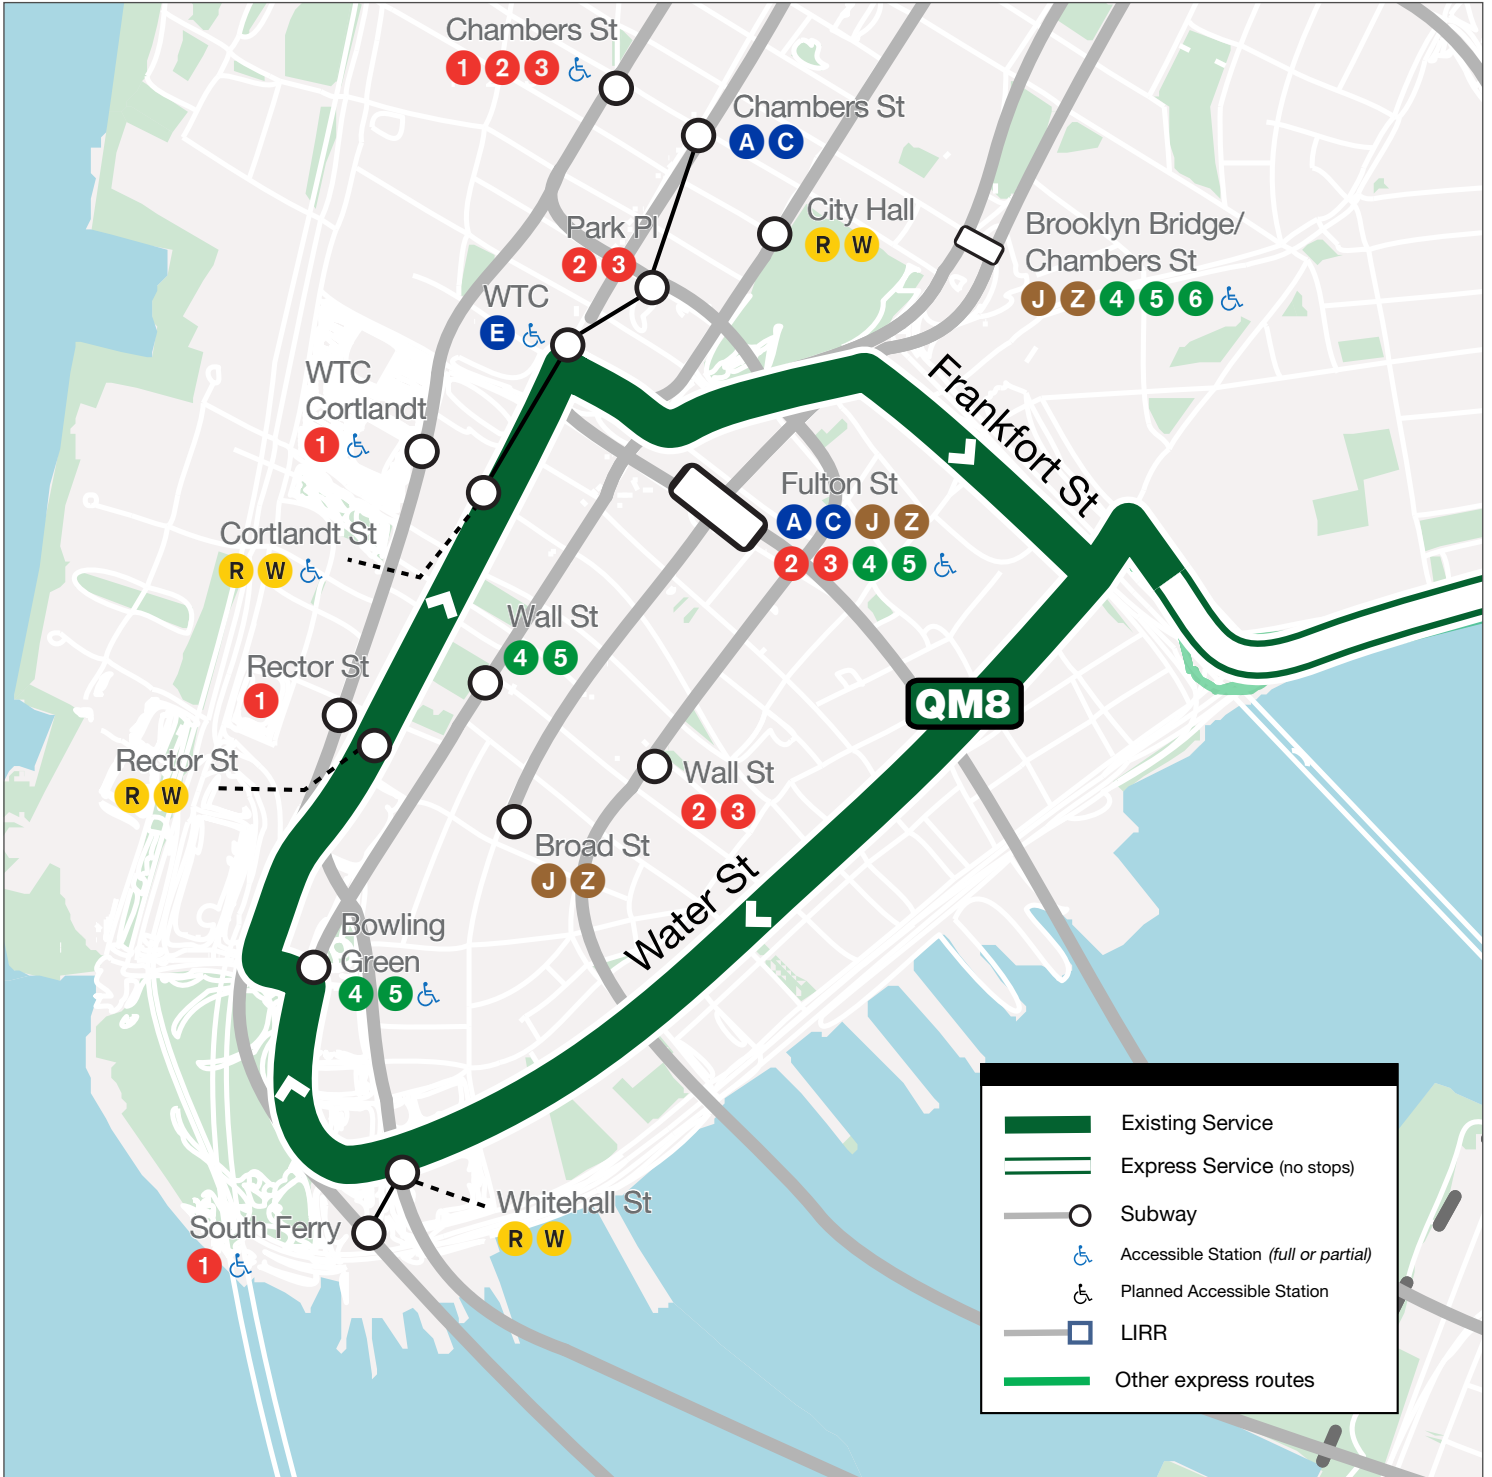 Chambers St
1 2 3
Chambers St
A C
Park Pl
2 3
City Hall
R W
Brooklyn Bridge/
Chambers St
J Z 4 5 6
WTC
E
WTC
Cortlandt
1
Frankfort St
Fulton St
A C J Z
2 3 4 5
Cortlandt St
R W
Wall St
4 5
Rector St
1
QM8
Rector St
R W
Wall St
2 3
Broad St
J Z
Water St
Bowling
Green
4 5
Whitehall St
R W
South Ferry
1
Existing Service
Express Service (no stops)
Subway
Accessible Station (full or partial)
Planned Accessible Station
LIRR
Other express routes